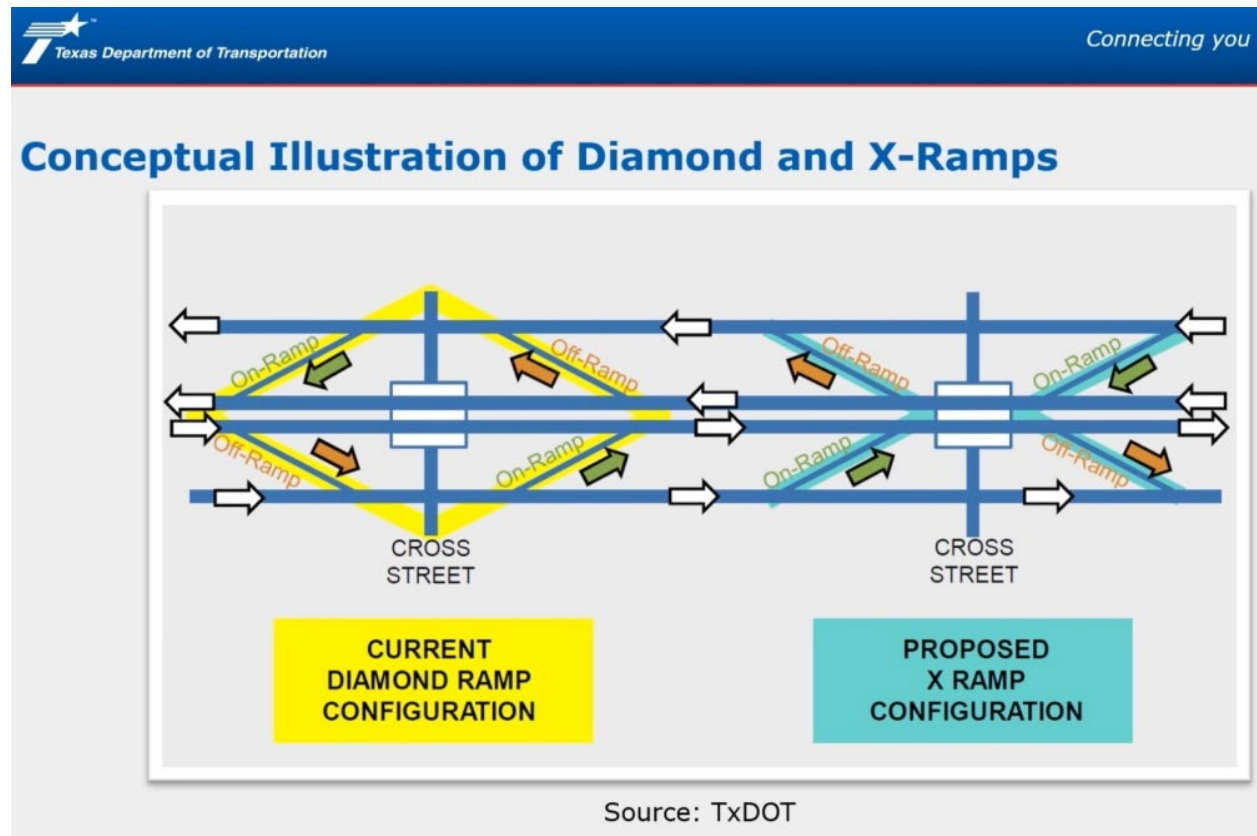 Texas Department of Transportation
Connecting you
Conceptual Illustration of Diamond and X-Ramps
On-Ramp
Off-Ramp
Off-Ramp
On-Ramp
Off-Ramp
On-Ramp
On-Ramp
Off-Ramp
CROSS
STREET
CROSS
STREET
CURRENT
DIAMOND RAMP
CONFIGURATION
PROPOSED
X RAMP
CONFIGURATION
Source: TxDOT